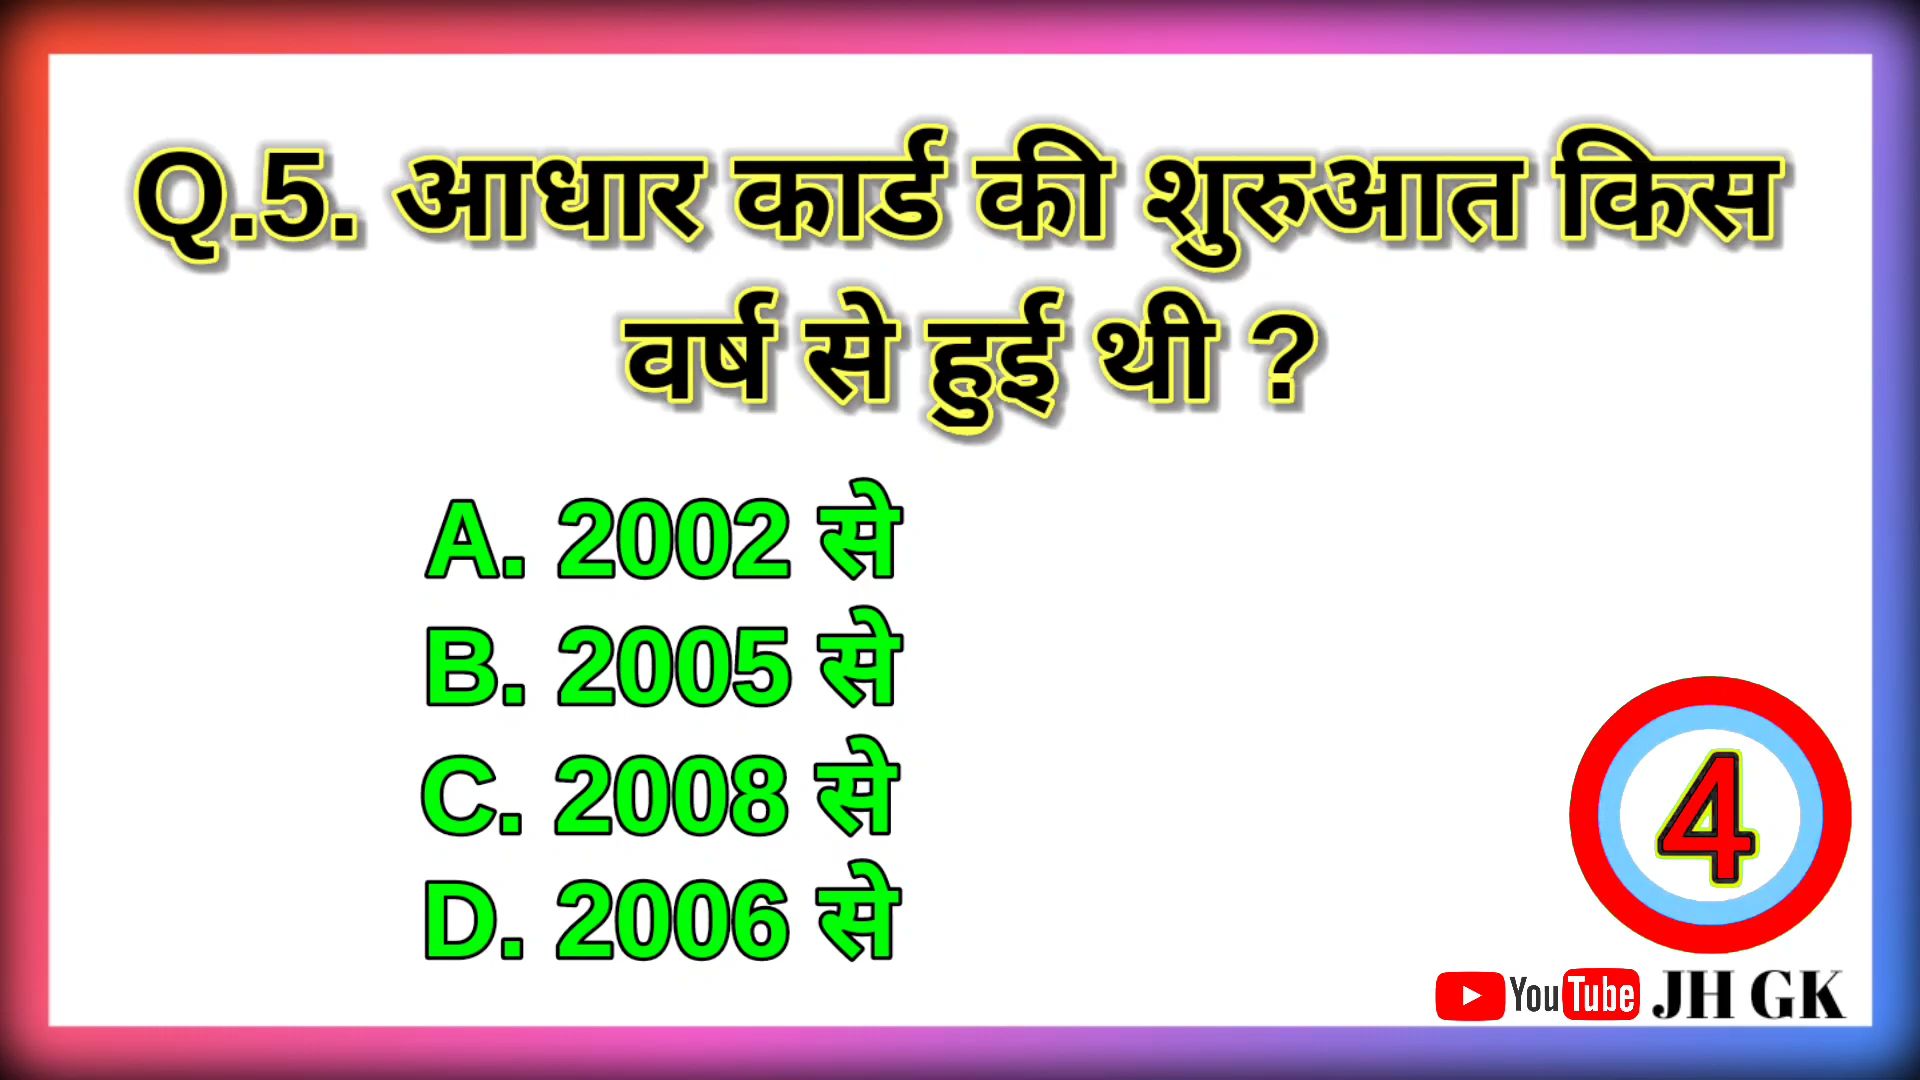 Q.5. आधार कार्ड की शुरुआत किस
वर्ष से हुई थी ?
A. 2002 से
B. 2005 से
C. 2008 से
D. 2006 से
4
YouTube JH GK